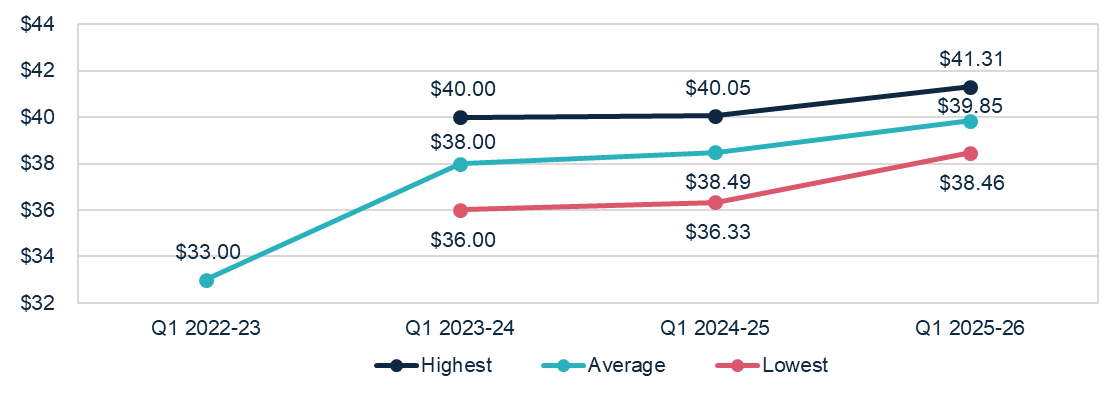 $44
$42
$40
$38
$36
$34
$32
$41.31
$40.00
$40.05
$39.85
$38.00
$38.49
$38.46
$36.00
$36.33
$33.00
Q1 2022-23
Q1 2023-24
Q1 2024-25
Q1 2025-26
Highest
Average
Lowest